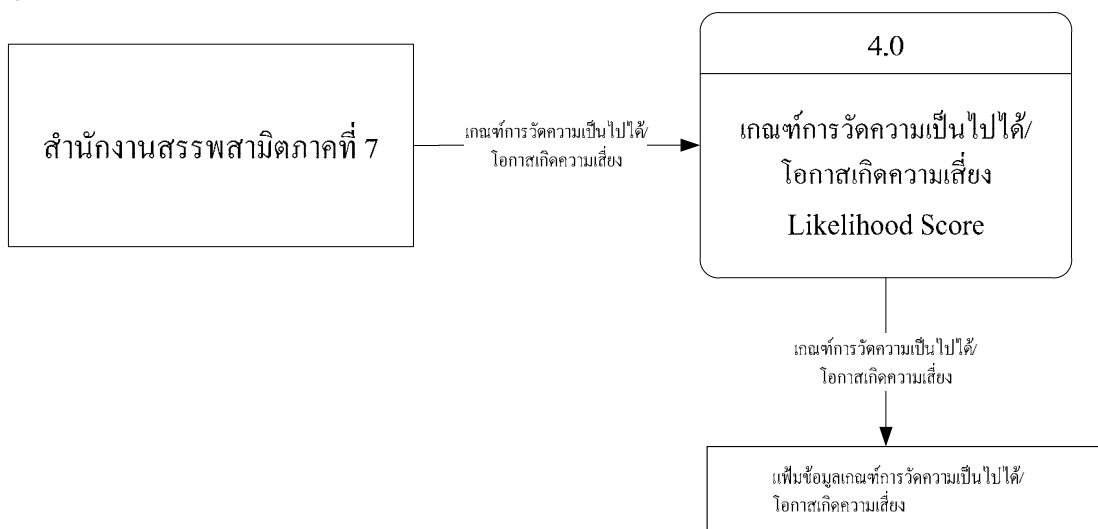 สำนักงานสรรพสามิตภาคที่ 7
เกณฑ์การวัดความเป็นไปได้/
โอกาสเกิดความเสี่ยง
4.0
เกณฑ์การวัดความเป็นไปได้/
โอกาสเกิดความเสี่ยง
Likelihood Score
เกณฑ์การวัดความเป็นไปได้/
โอกาสเกิดความเสี่ยง
แฟ้มข้อมูลเกณฑ์การวัดความเป็นไปได้/
โอกาสเกิดความเสี่ยง